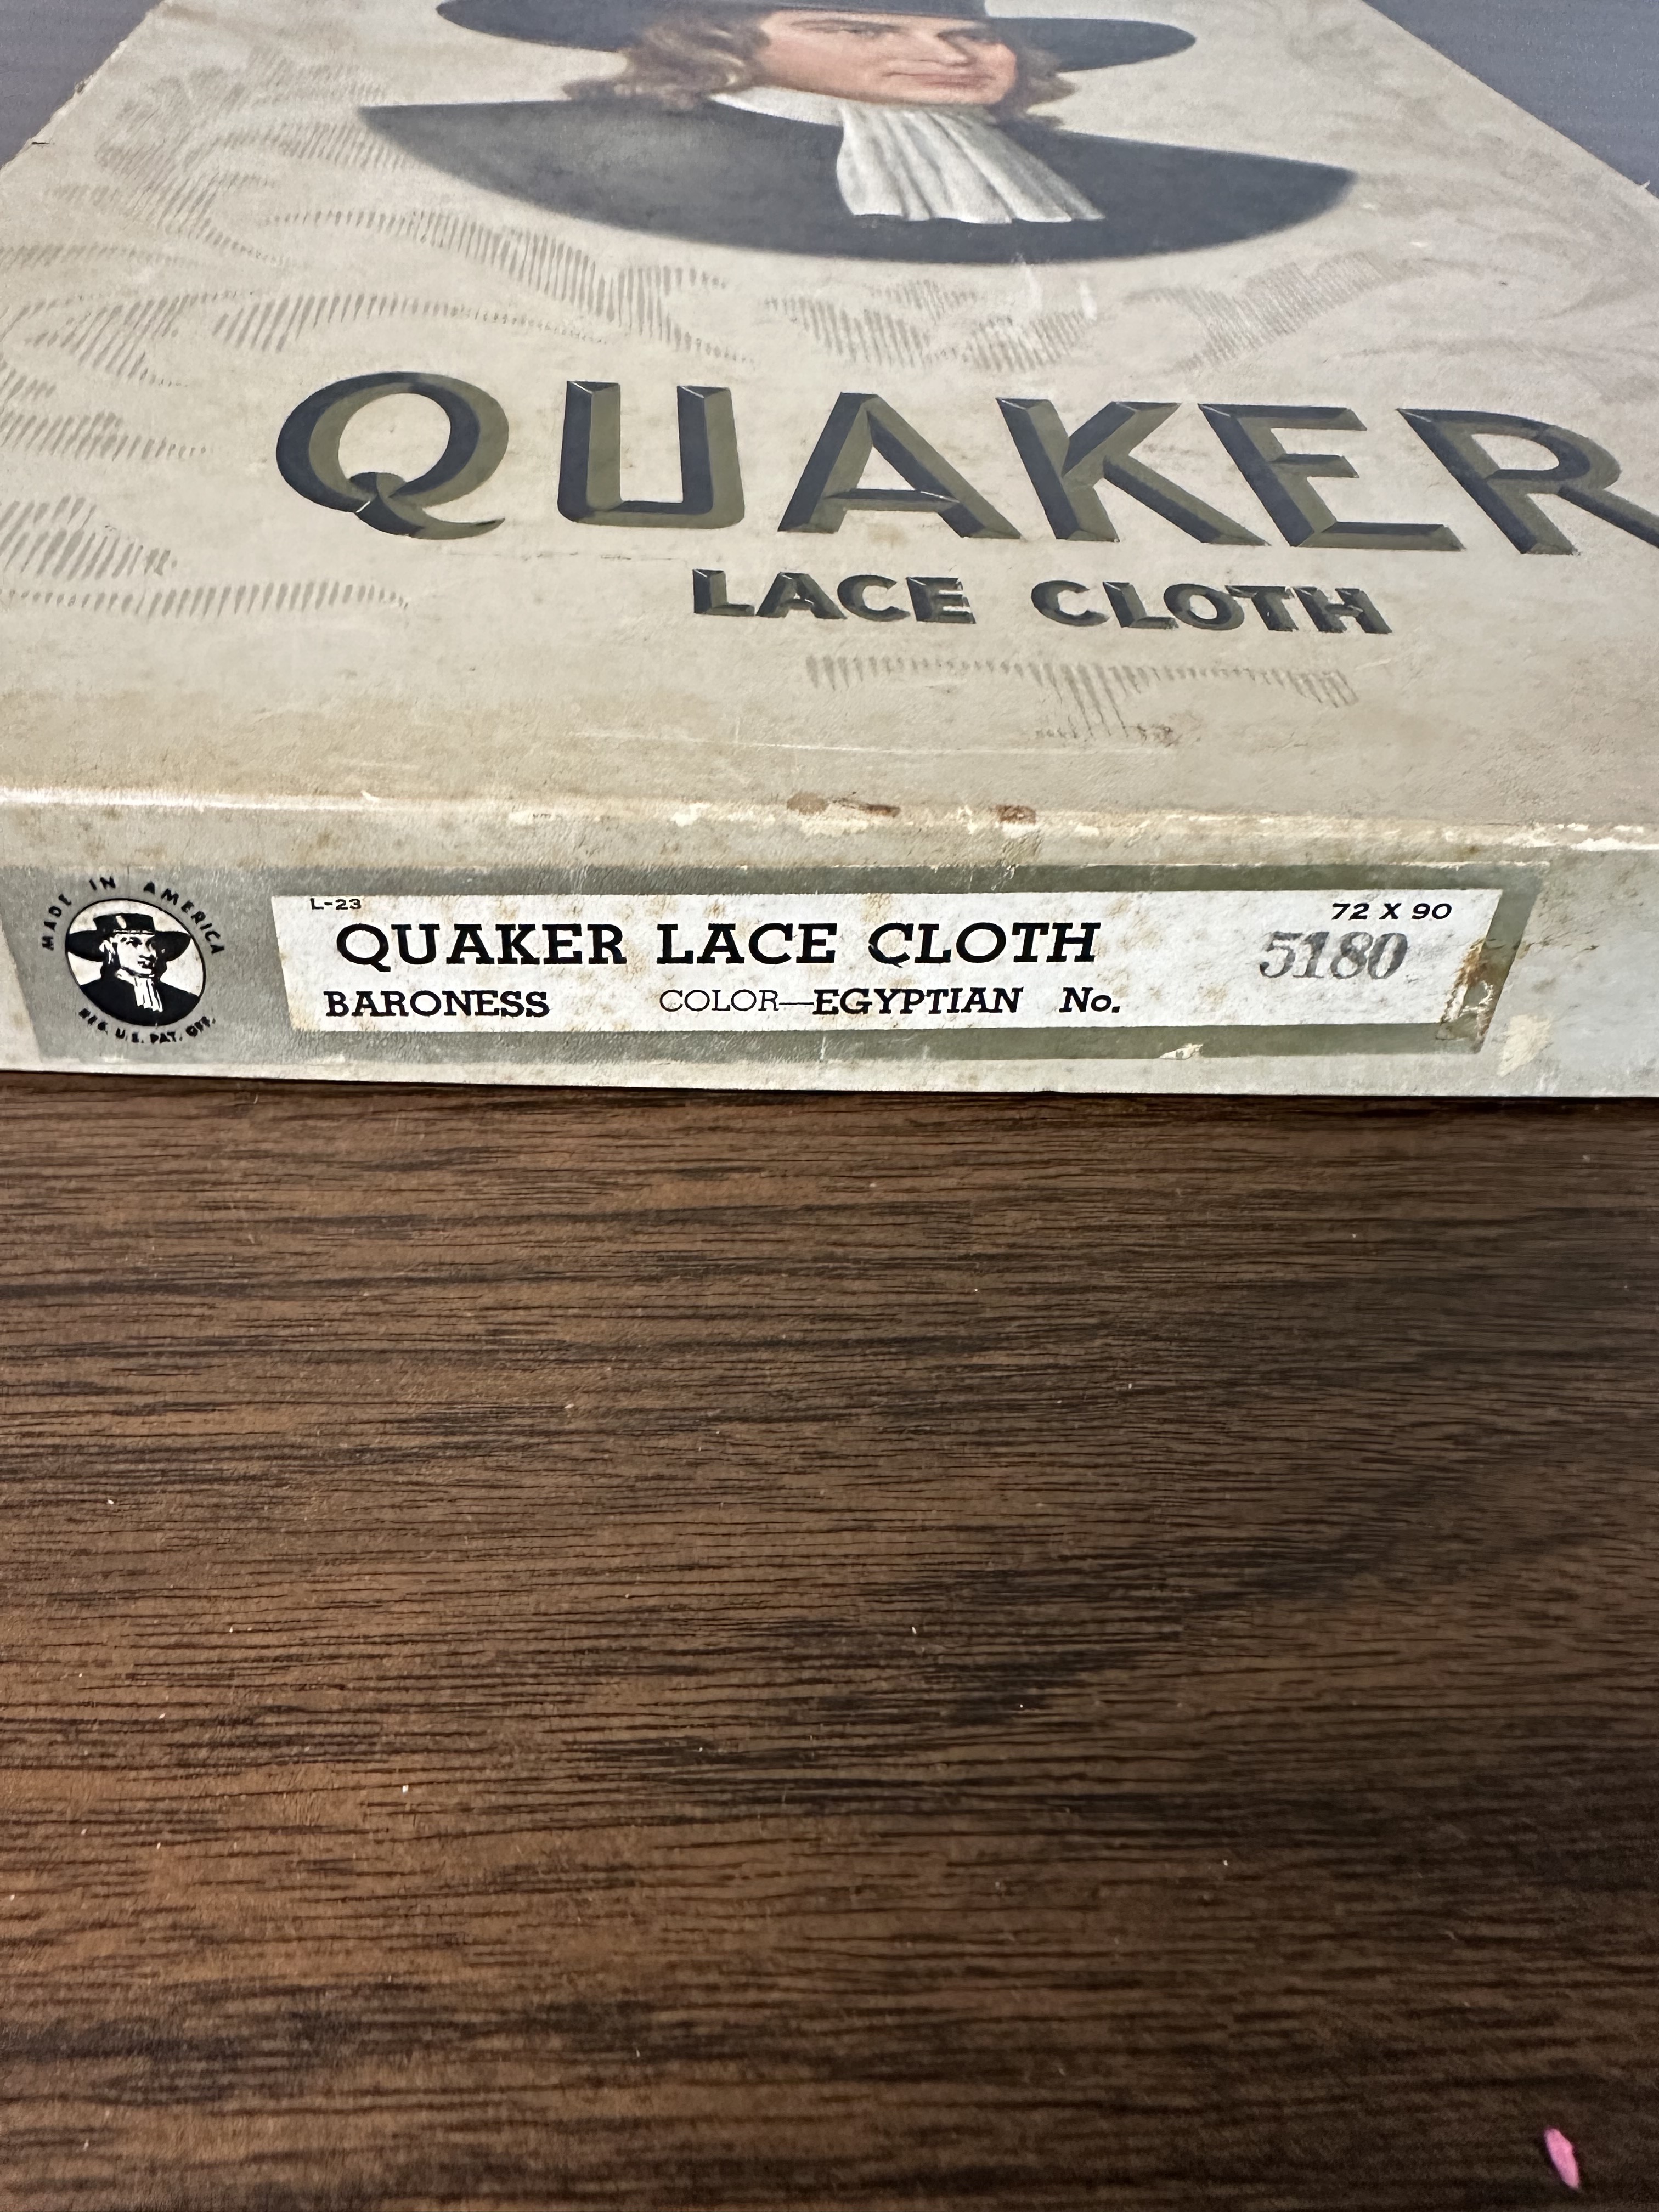 QUAKER
LACE CLOTH
MADE IN AMERICA
REG. U.S. PAT. OFF.
L-23
72 X 90
QUAKER LACE CLOTH
5180
BARONESS COLOR—EGYPTIAN No.